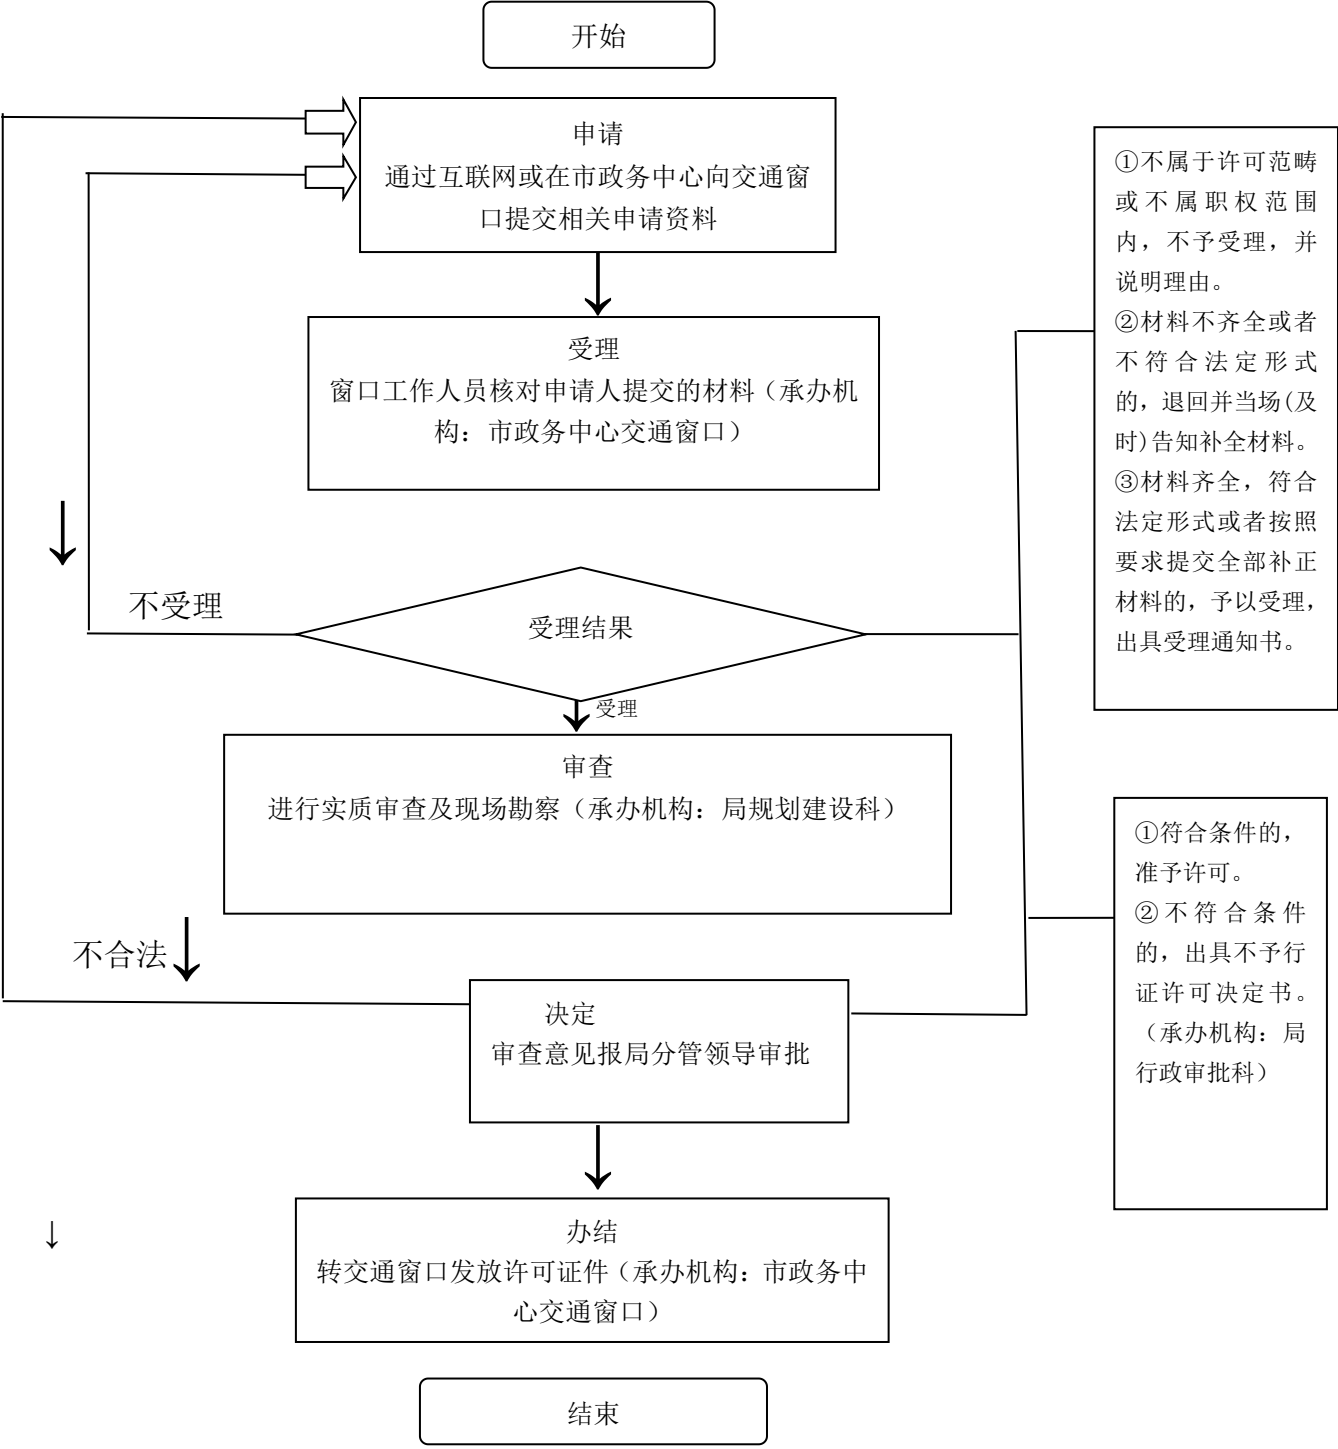 开始
申请
通过互联网或在市政务中心向交通窗
口提交相关申请资料
受理
窗口工作人员核对申请人提交的材料（承办机
构：市政务中心交通窗口）
①不属于许可范畴
或不属职权范围
内，不予受理，并
说明理由。
②材料不齐全或者
不符合法定形式
的，退回并当场(及
时)告知补全材料。
③材料齐全，符合
法定形式或者按照
要求提交全部补正
材料的，予以受理，
出具受理通知书。
不受理
受理结果
受理
审查
进行实质审查及现场勘察（承办机构：局规划建设科）
①符合条件的，
准予许可。
②不符合条件
的，出具不予行
证许可决定书。
（承办机构：局
行政审批科）
不合法
决定
审查意见报局分管领导审批
↓
办结
转交通窗口发放许可证件（承办机构：市政务中
心交通窗口）
结束